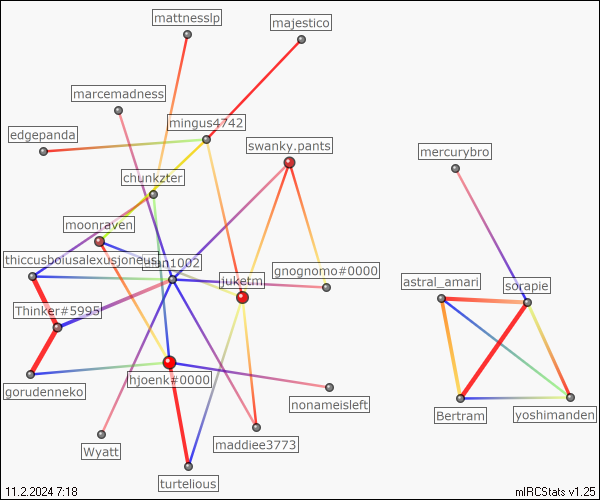 mattnesslp
majestico
marcemadness
mingus4742
edgepanda
swanky.pants
mercurybro
chunkzter
moonraven
thiccusboiusalexusjoneus
juketm
gnognomo#0000
astral_amari
sorapie
Thinker#5995
hjoenk#0000
gorudenneko
nonameisleft
Bertram
yoshimanden
maddiee3773
Wyatt
turtelious
11.2.2024 7:18
mIRCStats v1.25